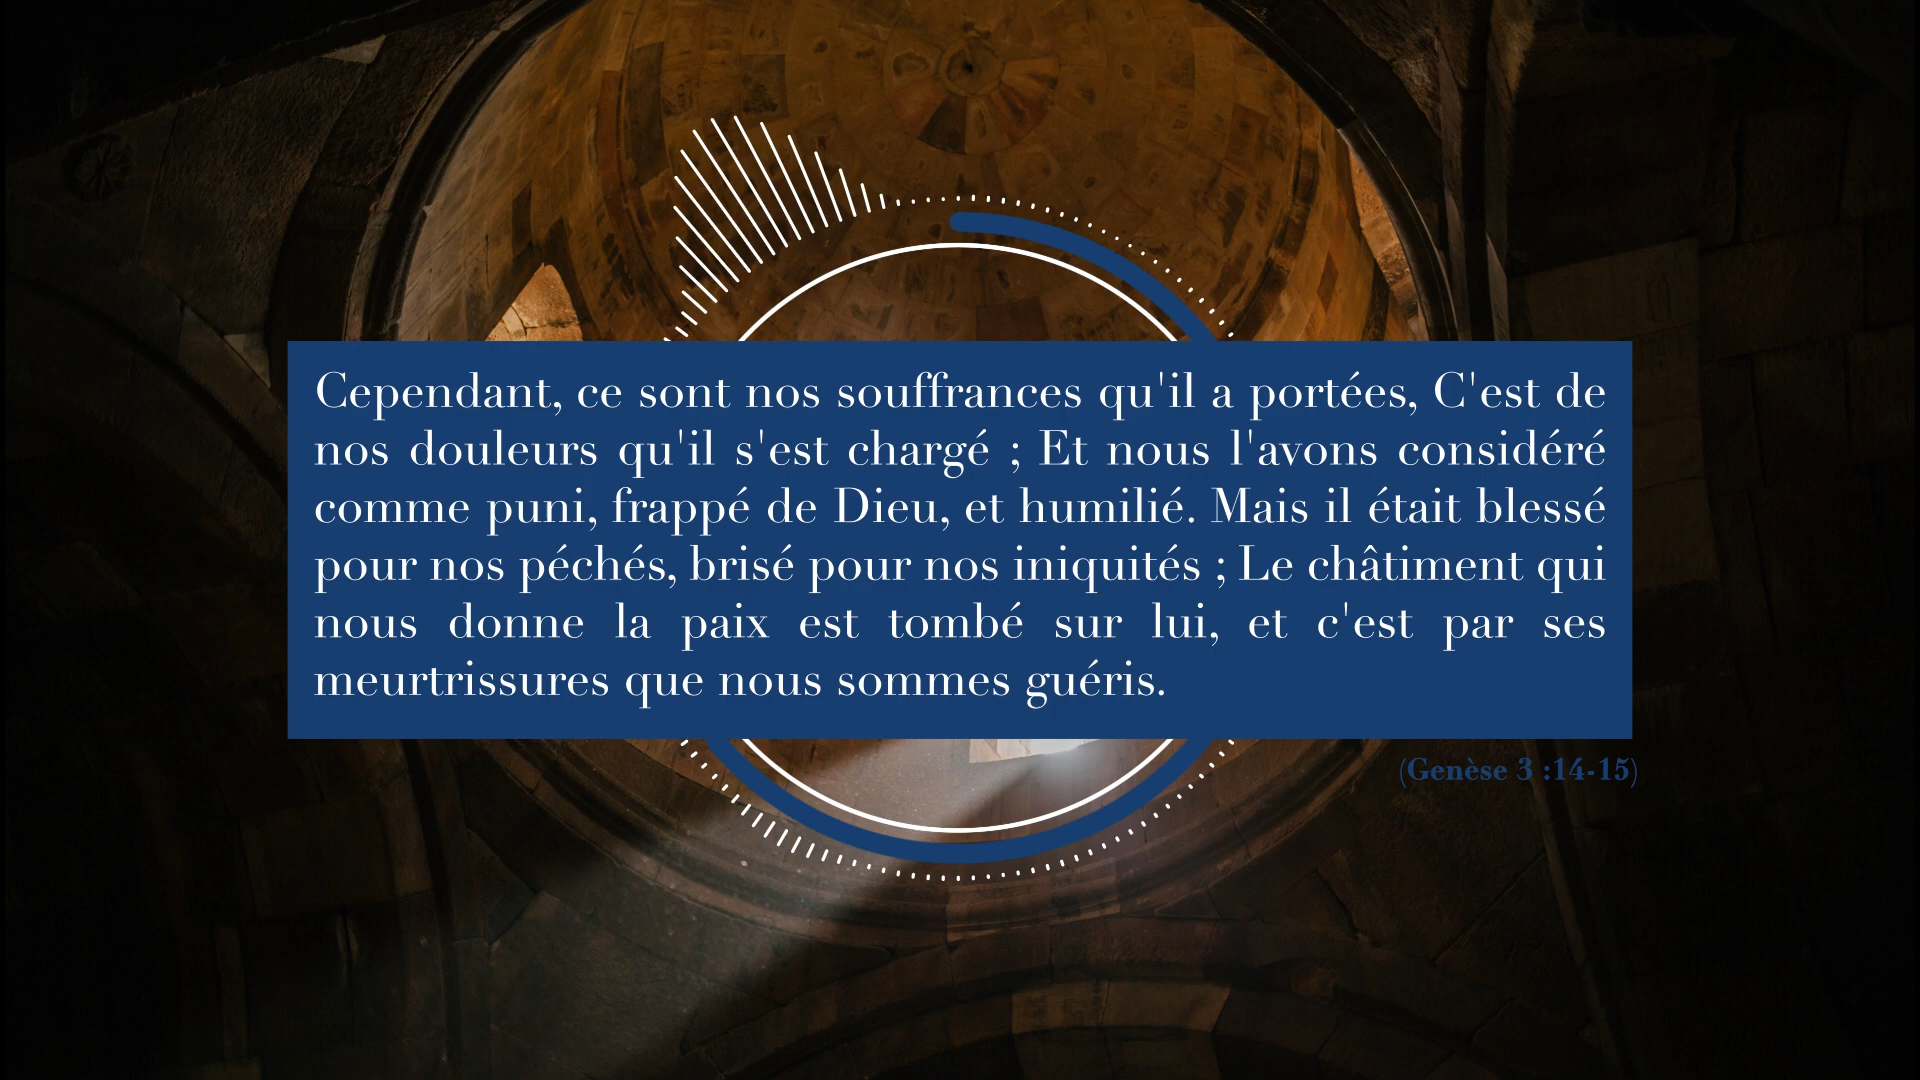 Cependant, ce sont nos souffrances qu'il a portées, C'est de
nos douleurs qu'il s'est chargé ; Et nous l'avons considéré
comme puni, frappé de Dieu, et humilié. Mais il était blessé
pour nos péchés, brisé pour nos iniquités ; Le châtiment qui
nous donne la paix est tombé sur lui, et c'est par ses
meurtrissures que nous sommes guéris.
(Genèse 3 :14-15)